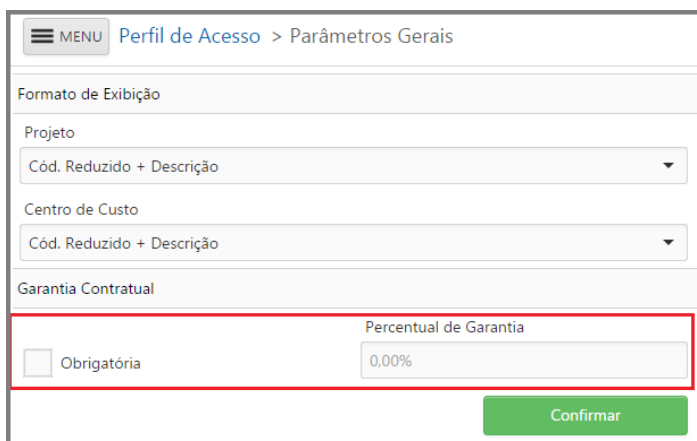 MENU Perfil de Acesso > Parâmetros Gerais
Formato de Exibição
Projeto
Cód. Reduzido + Descrição
Centro de Custo
Cód. Reduzido + Descrição
Garantia Contratual
Percentual de Garantia
Obrigatória 0,00%
Confirmar